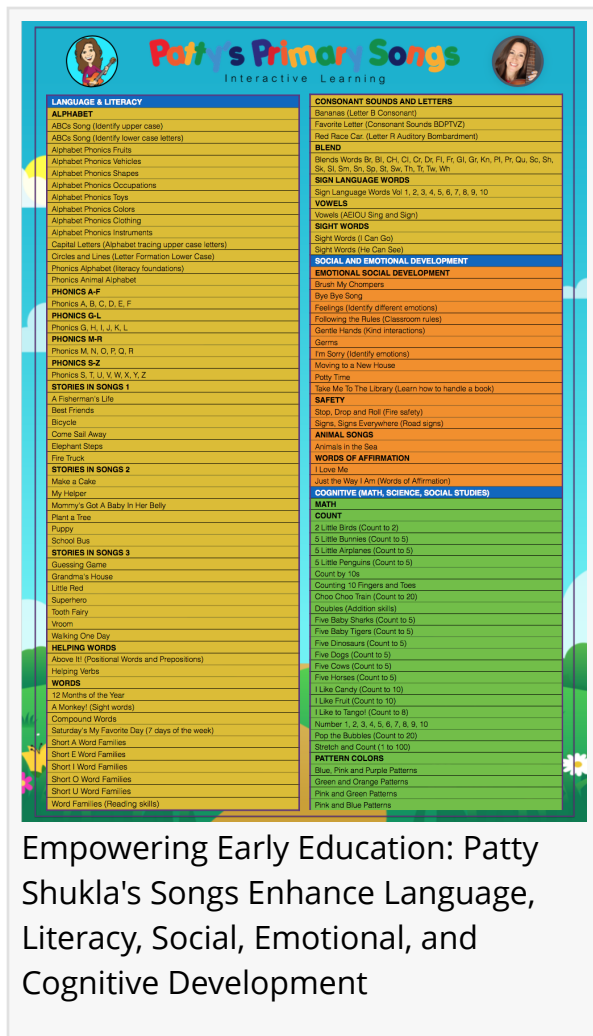 Patty's Primary Songs
Interactive Learning
LANGUAGE & LITERACY
ALPHABET
ABCs Song (Identify upper case)
ABCs Song (Identify lower case letters)
Alphabet Phonics Fruits
Alphabet Phonics Vehicles
Alphabet Phonics Shapes
Alphabet Phonics Occupations
Alphabet Phonics Toys
Alphabet Phonics Colors
Alphabet Phonics Clothing
Alphabet Phonics Instruments
Capital Letters (Alphabet tracing upper case letters)
Circles and Lines (Letter Formation Lower Case)
Phonics Alphabet (literacy foundations)
Phonics Animal Alphabet
PHONICS A-F
Phonics A, B, C, D, E, F
PHONICS G-L
Phonics G, H, I, J, K, L
PHONICS M-R
Phonics M, N, O, P, Q, R
PHONICS S-Z
Phonics S, T, U, V, W, X, Y, Z
STORIES IN SONGS 1
A Fisherman's Life
Best Friends
Bicycle
Come Sail Away
Elephant Steps
Fire Truck
STORIES IN SONGS 2
Make a Cake
My Helper
Mommy's Got A Baby In Her Belly
Plant a Tree
Puppy
School Bus
STORIES IN SONGS 3
Guessing Game
Grandma's House
Little Red
Superhero
Tooth Fairy
Vroom
Walking One Day
HELPING WORDS
Above It! (Positional Words and Prepositions)
Helping Verbs
WORDS
12 Months of the Year
A Monkey! (Sight words)
Compound Words
Saturday's My Favorite Day (7 days of the week)
Short A Word Families
Short E Word Families
Short I Word Families
Short O Word Families
Short U Word Families
Word Families (Reading skills)
CONSONANT SOUNDS AND LETTERS
Bananas (Letter B Consonant)
Favorite Letter (Consonant Sounds BDPTVZ)
Red Race Car. (Letter R Auditory Bombardment)
BLEND
Blends Words Br, Bl, CH, Cl, Cr, Dr, Fl, Fr, Gl, Gr, Kn, Pl, Pr, Qu, Sc, Sh,
Sk, Sl, Sm, Sn, Sp, St, Sw, Th, Tr, Tw, Wh
SIGN LANGUAGE WORDS
Sign Language Words Vol 1, 2, 3, 4, 5, 6, 7, 8, 9, 10
VOWELS
Vowels (AEIOU Sing and Sign)
SIGHT WORDS
Sight Words (I Can Go)
Sight Words (He Can See)
SOCIAL AND EMOTIONAL DEVELOPMENT
EMOTIONAL SOCIAL DEVELOPMENT
Brush My Chompers
Bye Bye Song
Feelings (Identify different emotions)
Following the Rules (Classroom rules)
Gentle Hands (Kind interactions)
Germs
I'm Sorry (Identify emotions)
Moving to a New House
Potty Time
Take Me To The Library (Learn how to handle a book)
SAFETY
Stop, Drop and Roll (Fire safety)
Signs, Signs Everywhere (Road signs)
ANIMAL SONGS
Animals in the Sea
WORDS OF AFFIRMATION
I Love Me
Just the Way I Am (Words of Affirmation)
COGNITIVE (MATH, SCIENCE, SOCIAL STUDIES)
MATH
COUNT
2 Little Birds (Count to 2)
5 Little Bunnies (Count to 5)
5 Little Airplanes (Count to 5)
5 Little Penguins (Count to 5)
Count by 10s
Counting 10 Fingers and Toes
Choo Choo Train (Count to 20)
Doubles (Addition skills)
Five Baby Sharks (Count to 5)
Five Baby Tigers (Count to 5)
Five Dinosaurs (Count to 5)
Five Dogs (Count to 5)
Five Cows (Count to 5)
Five Horses (Count to 5)
I Like Candy (Count to 10)
I Like Fruit (Count to 10)
I Like to Tango! (Count to 8)
Number 1, 2, 3, 4, 5, 6, 7, 8, 9, 10
Pop the Bubbles (Count to 20)
Stretch and Count (1 to 100)
PATTERN COLORS
Blue, Pink and Purple Patterns
Green and Orange Patterns
Pink and Green Patterns
Pink and Blue Patterns
Empowering Early Education: Patty
Shukla's Songs Enhance Language,
Literacy, Social, Emotional, and
Cognitive Development